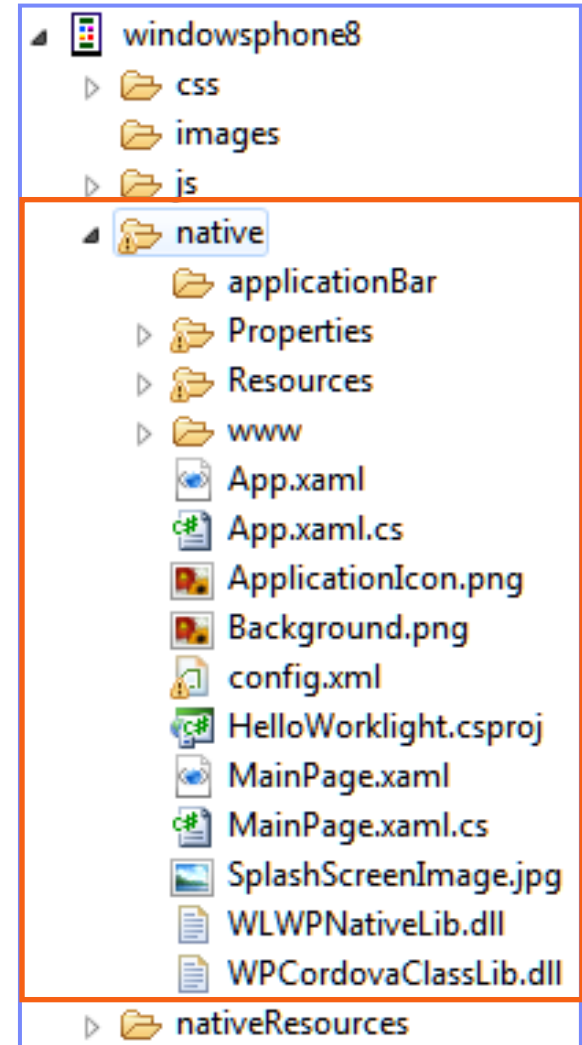 windowsphone8
css
images
js
native
applicationBar
Properties
Resources
www
App.xaml
App.xaml.cs
ApplicationIcon.png
Background.png
config.xml
HelloWorklight.csproj
MainPage.xaml
MainPage.xaml.cs
SplashScreenImage.jpg
WLWPNativeLib.dll
WPCordovaClassLib.dll
nativeResources